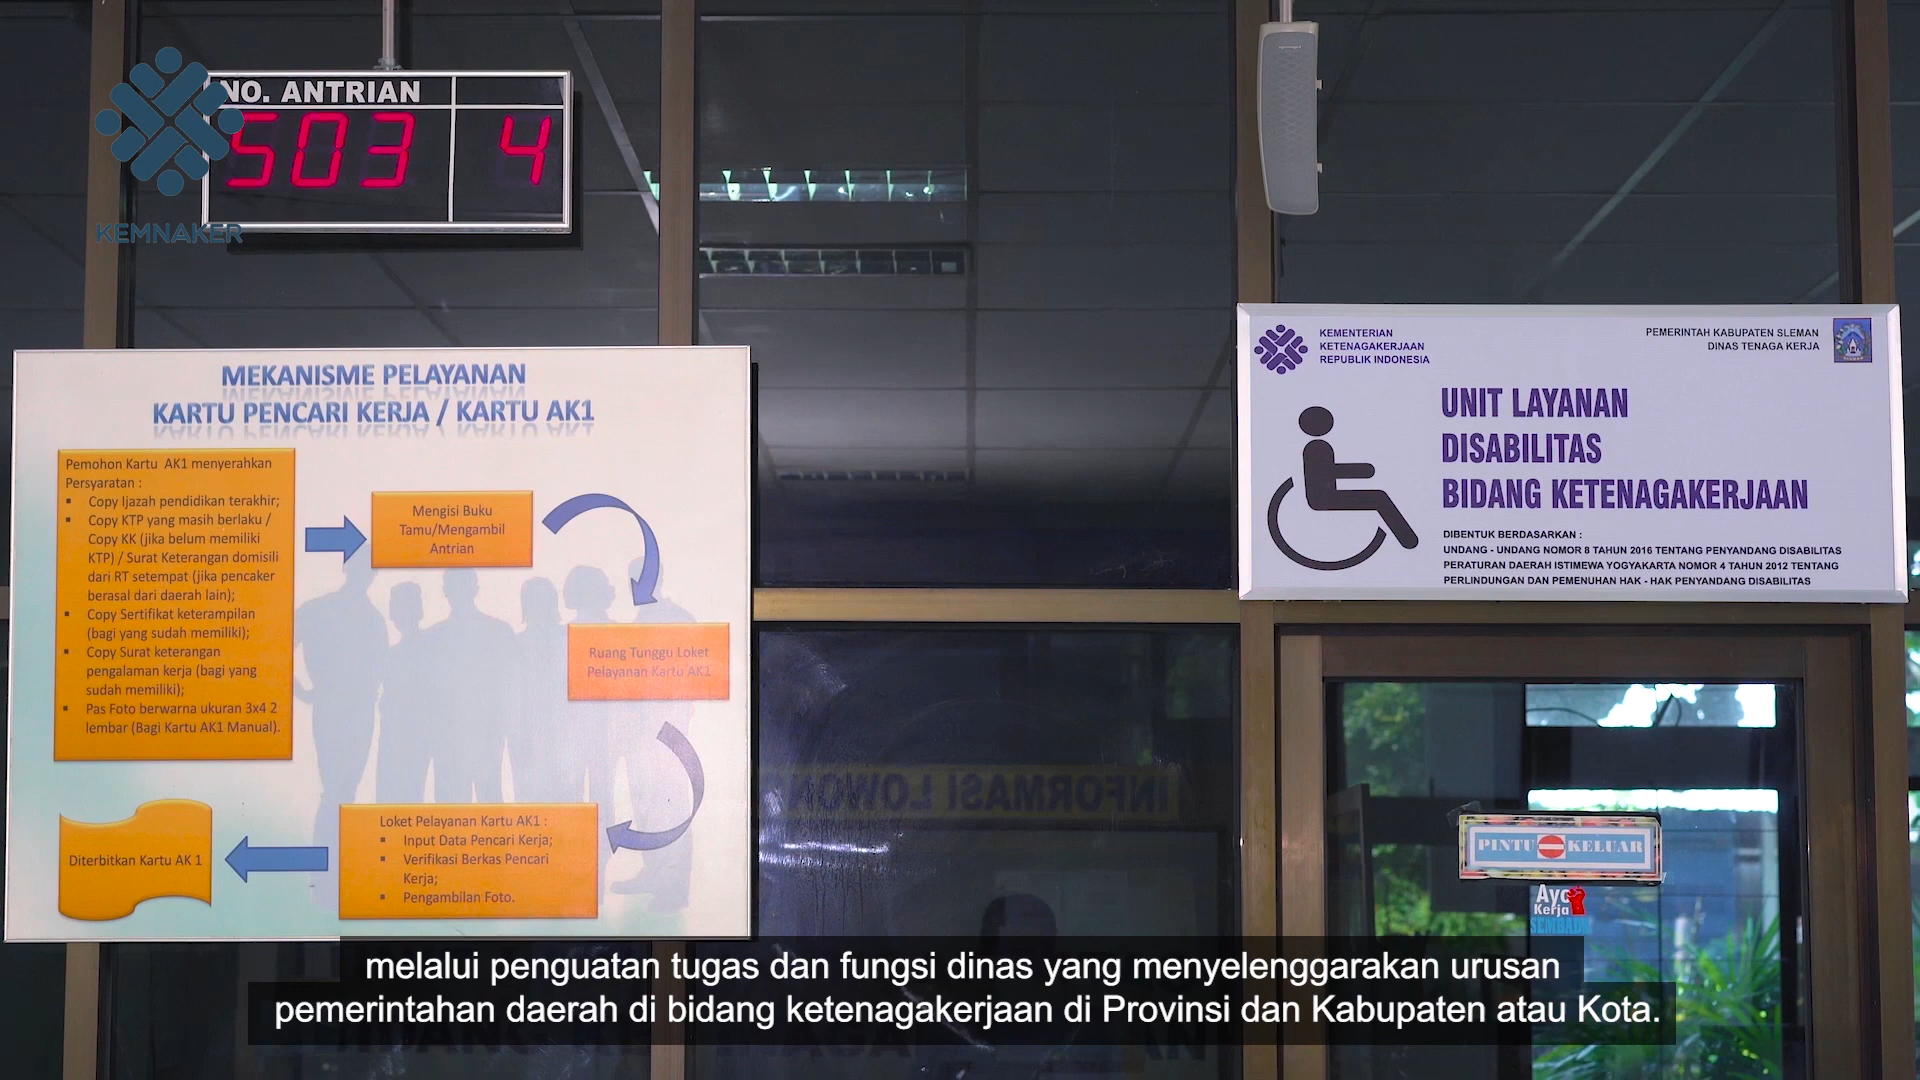 NO. ANTRIAN
503 4
KEMNAKER
MEKANISME PELAYANAN
KARTU PENCARI KERJA / KARTU AK1
Pemohon Kartu AK1 menyerahkan
Persyaratan :
▪ Copy Ijazah pendidikan terakhir;
▪ Copy KTP yang masih berlaku /
Copy KK (jika belum memiliki
KTP) / Surat Keterangan domisili
dari RT setempat (jika pencaker
berasal dari daerah lain);
▪ Copy Sertifikat keterampilan
(bagi yang sudah memiliki);
▪ Copy Surat keterangan
pengalaman kerja (bagi yang
sudah memiliki);
▪ Pas Foto berwarna ukuran 3x4 2
lembar (Bagi Kartu AK1 Manual).
Mengisi Buku
Tamu/Mengambil
Antrian
Ruang Tunggu Loket
Pelayanan Kartu AK1
Loket Pelayanan Kartu AK1 :
▪ Input Data Pencari Kerja;
▪ Verifikasi Berkas Pencari
Kerja;
▪ Pengambilan Foto.
Diterbitkan Kartu AK 1
KEMENTERIAN
KETENAGAKERJAAN
REPUBLIK INDONESIA
PEMERINTAH KABUPATEN SLEMAN
DINAS TENAGA KERJA
UNIT LAYANAN
DISABILITAS
BIDANG KETENAGAKERJAAN
DIBENTUK BERDASARKAN :
UNDANG - UNDANG NOMOR 8 TAHUN 2016 TENTANG PENYANDANG DISABILITAS
PERATURAN DAERAH ISTIMEWA YOGYAKARTA NOMOR 4 TAHUN 2012 TENTANG
PERLINDUNGAN DAN PEMENUHAN HAK - HAK PENYANDANG DISABILITAS
INFORMASI
PINTU KELUAR
Ayo
Kerja
melalui penguatan tugas dan fungsi dinas yang menyelenggarakan urusan
pemerintahan daerah di bidang ketenagakerjaan di Provinsi dan Kabupaten atau Kota.